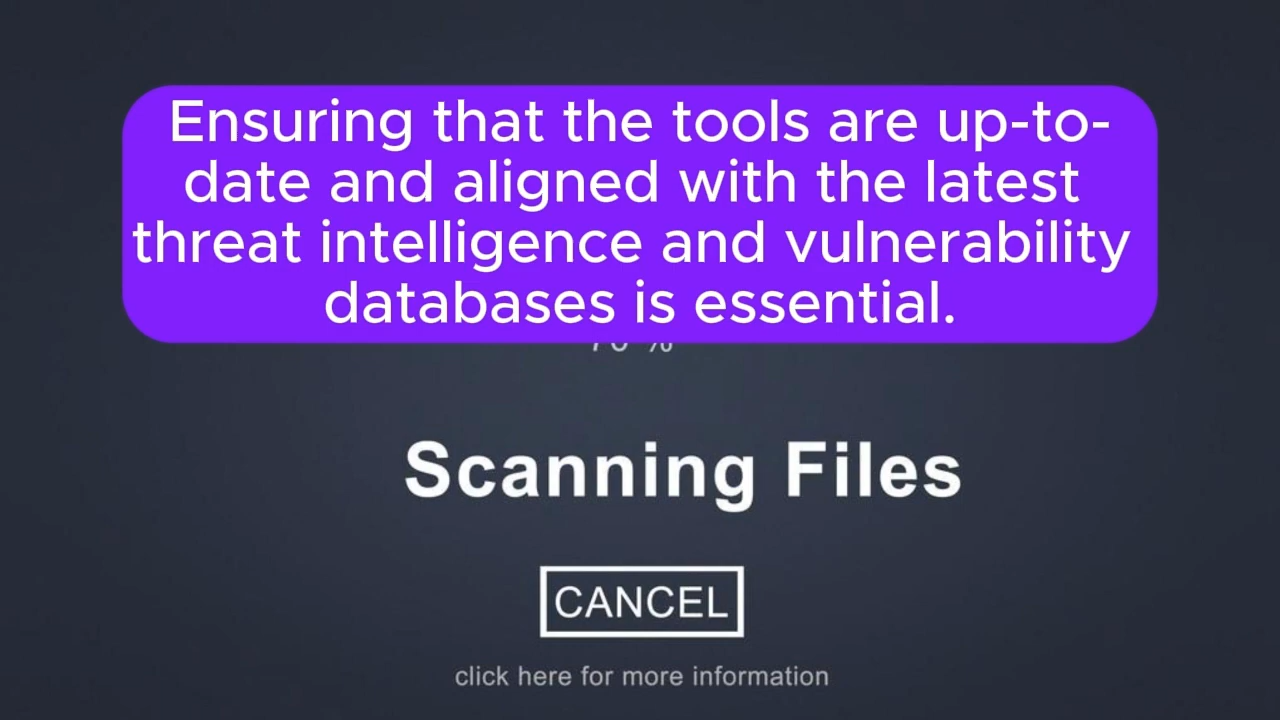 Ensuring that the tools are up-to-
date and aligned with the latest
threat intelligence and vulnerability
databases is essential.
%
Scanning Files
CANCEL
click here for more information